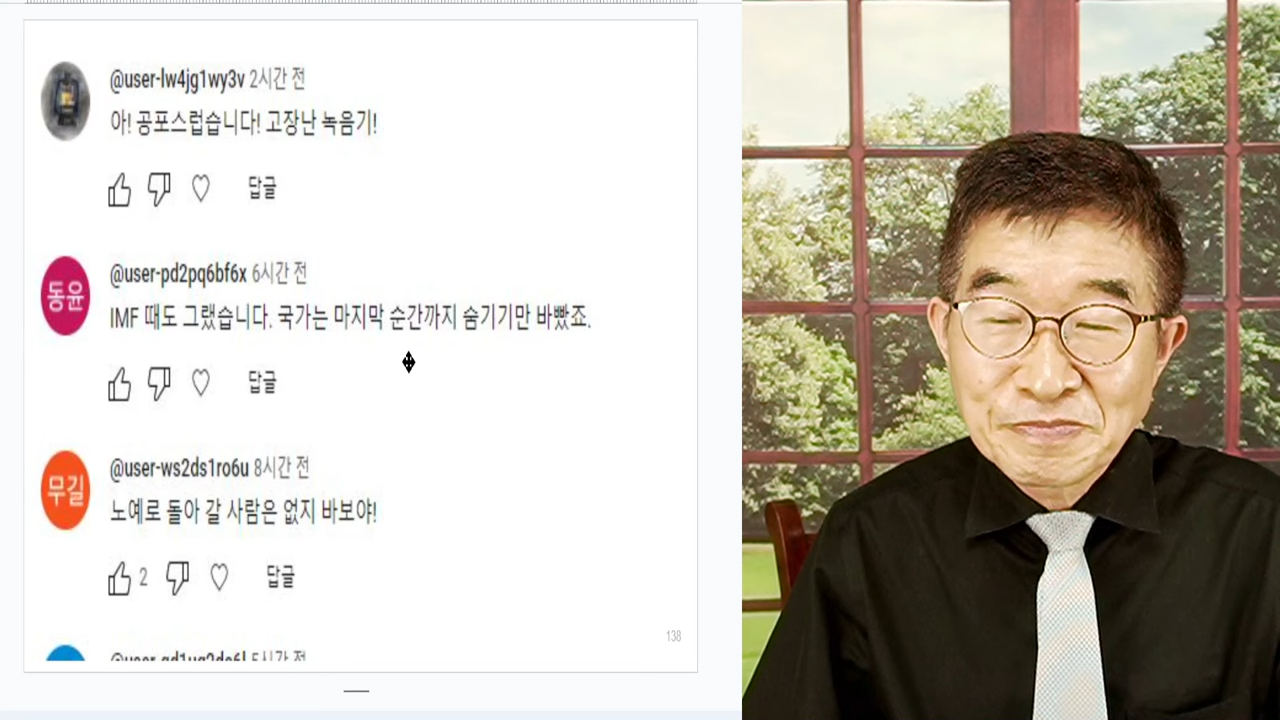 @user-lw4jg1wy3v 2시간 전
아! 공포스럽습니다! 고장난 녹음기!
답글
동윤
@user-pd2pq6bf6x 6시간 전
IMF 때도 그랬습니다. 국가는 마지막 순간까지 숨기기만 바빴죠.
답글
무길
@user-ws2ds1ro6u 8시간 전
노예로 돌아 갈 사람은 없지 바보야!
2 답글
138
5시간 전